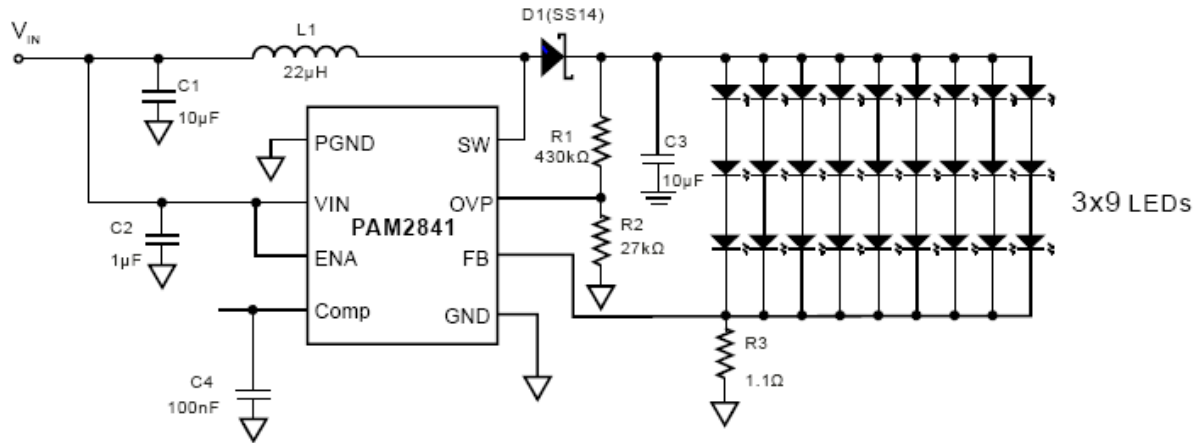 D1(SS14)
V_IN
L1
22µH
C1
10µF
PGND
SW
R1
430kΩ
C3
10µF
VIN
OVP
PAM2841
3x9 LEDs
C2
1µF
R2
27kΩ
ENA
FB
Comp
GND
R3
1.1Ω
C4
100nF